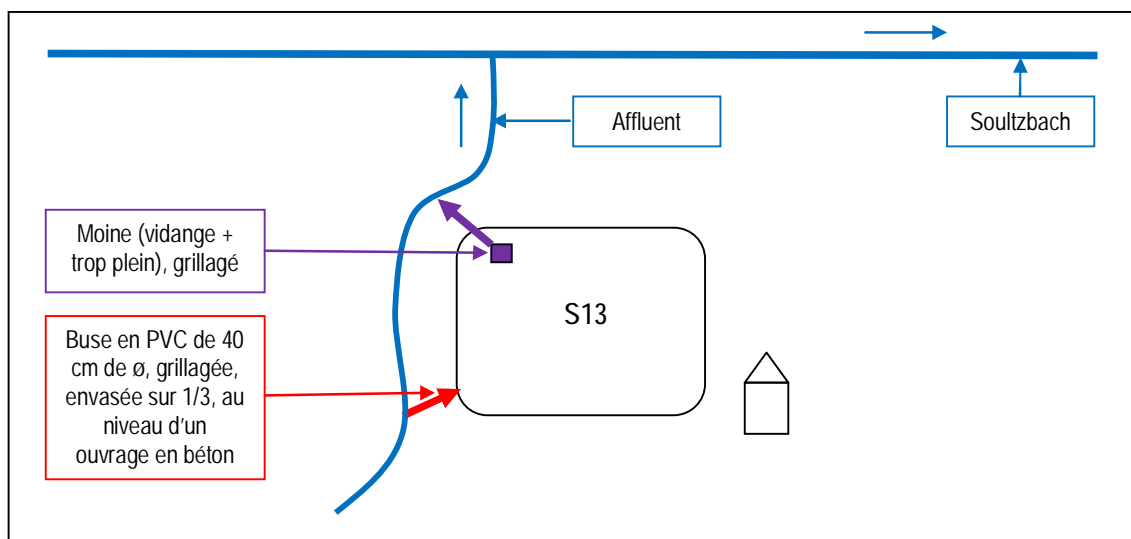 Affluent
Soultzbach
Moine (vidange +
trop plein), grillagé
S13
Buse en PVC de 40
cm de ø, grillagée,
envasée sur 1/3, au
niveau d'un
ouvrage en béton